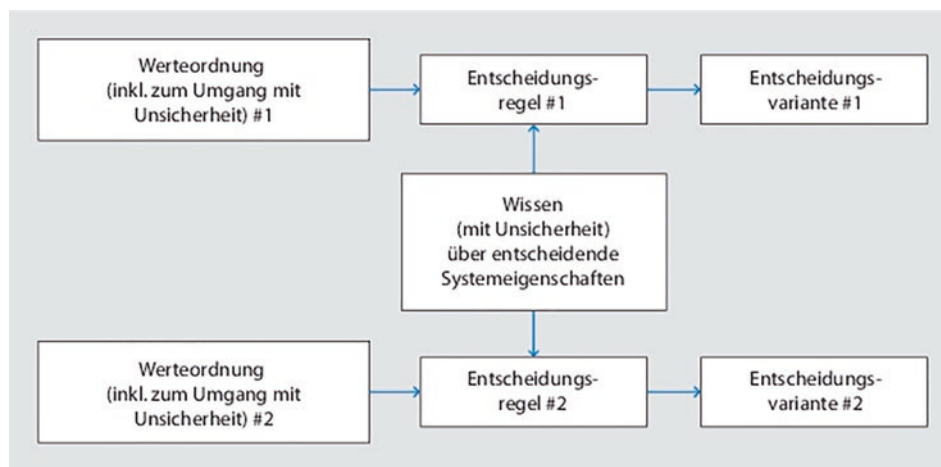 Werteordnung
(inkl. zum Umgang mit
Unsicherheit) #1
Entscheidungs-
regel #1
Entscheidungs-
variante #1
Wissen
(mit Unsicherheit)
über entscheidende
Systemeigenschaften
Werteordnung
(inkl. zum Umgang mit
Unsicherheit) #2
Entscheidungs-
regel #2
Entscheidungs-
variante #2